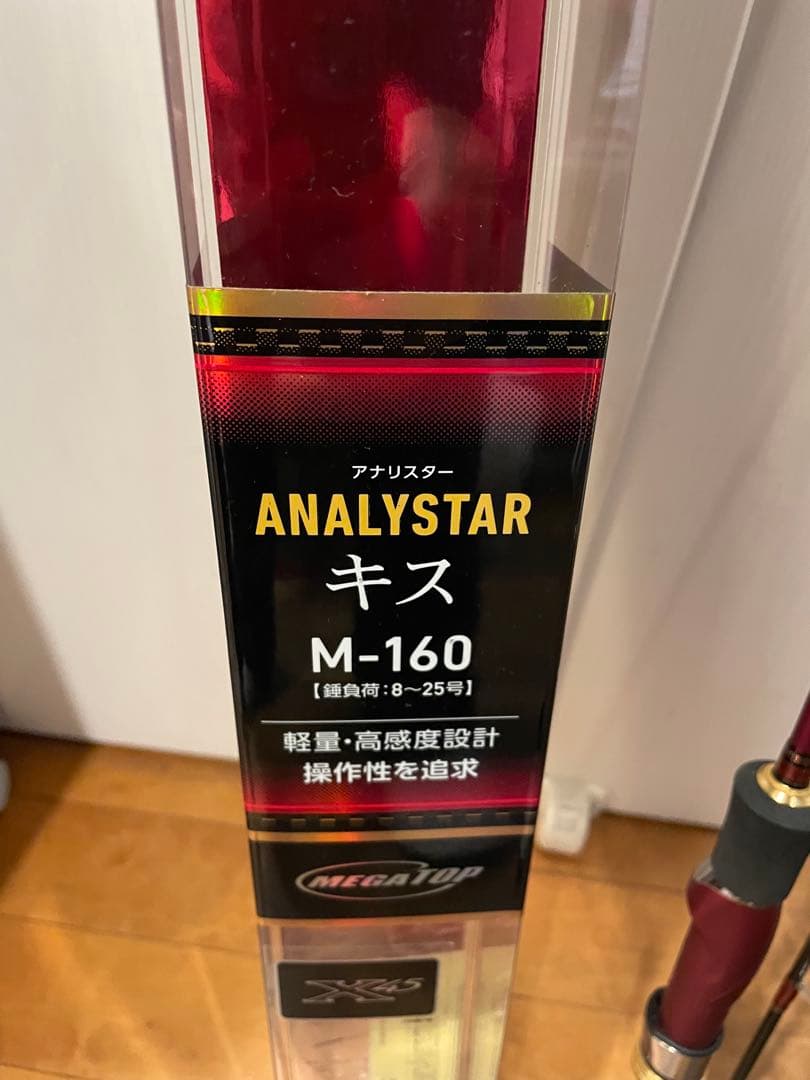 アナリスター
ANALYSTAR
キス
M-160
【錘負荷:8〜25号】
軽量・高感度設計
操作性を追求
MEGATOP
X45